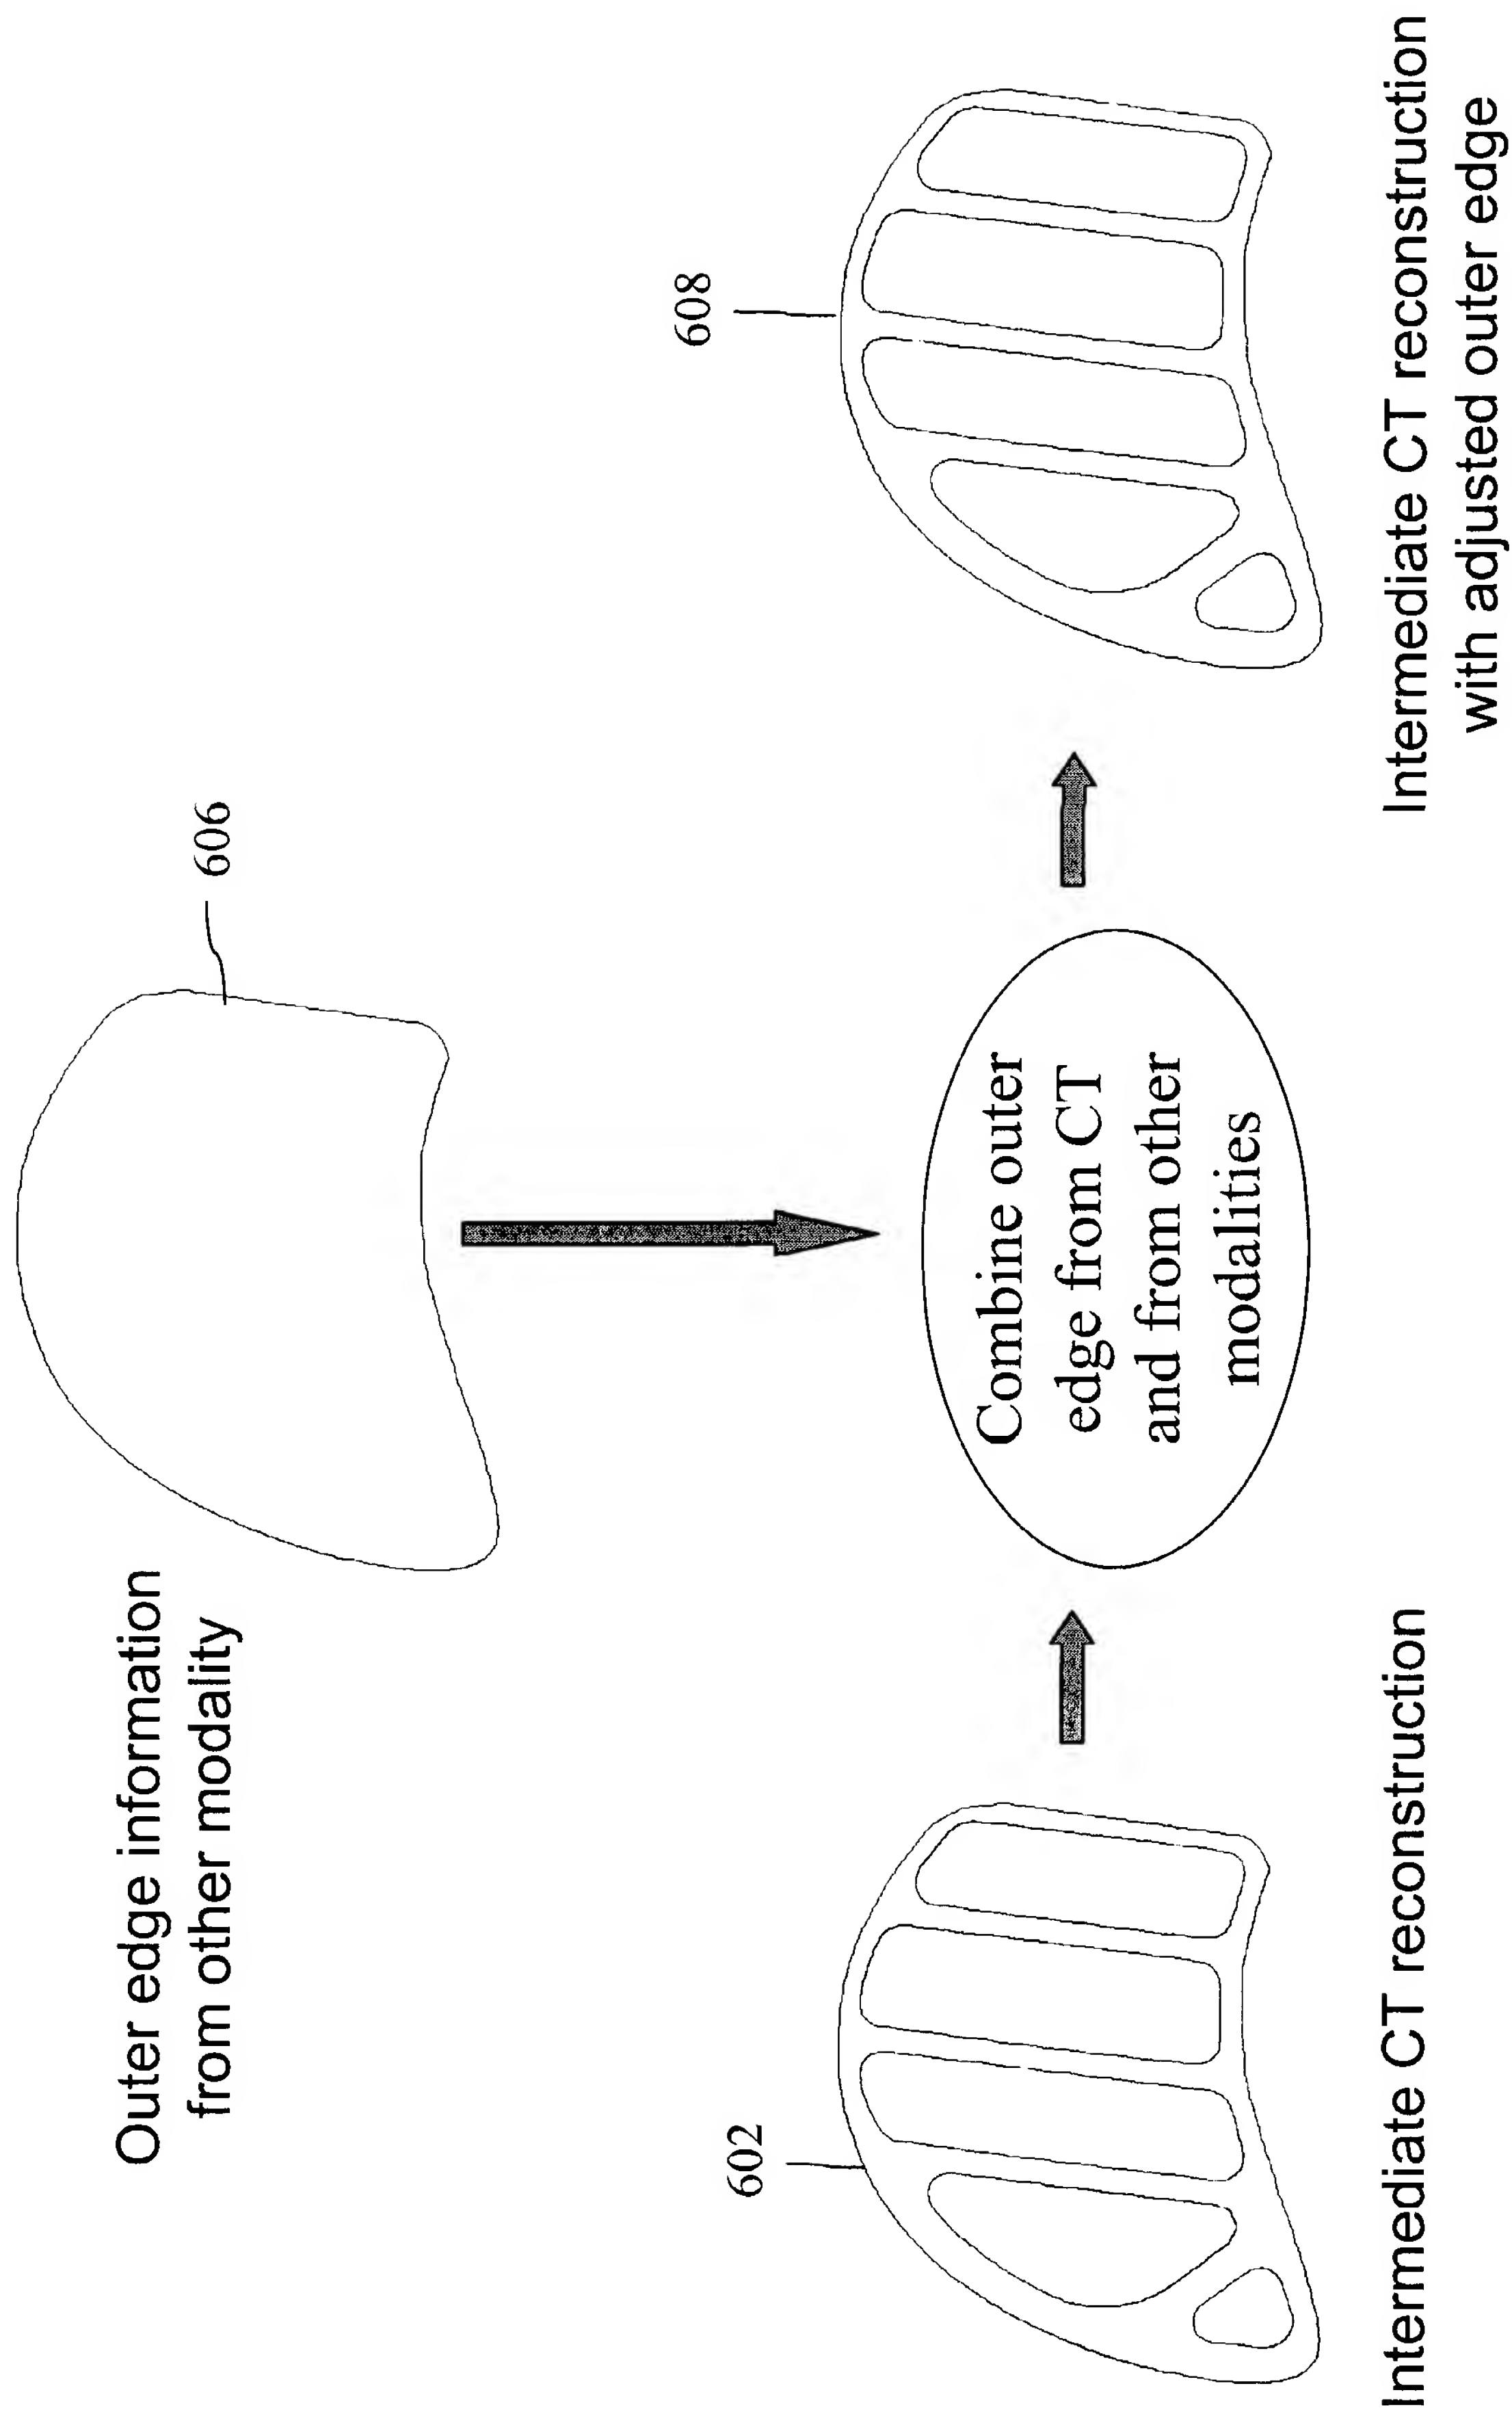 Outer edge information
from other modality
606
602
608
Combine outer
edge from CT
and from other
modalities
Intermediate CT reconstruction
Intermediate CT reconstruction
with adjusted outer edge